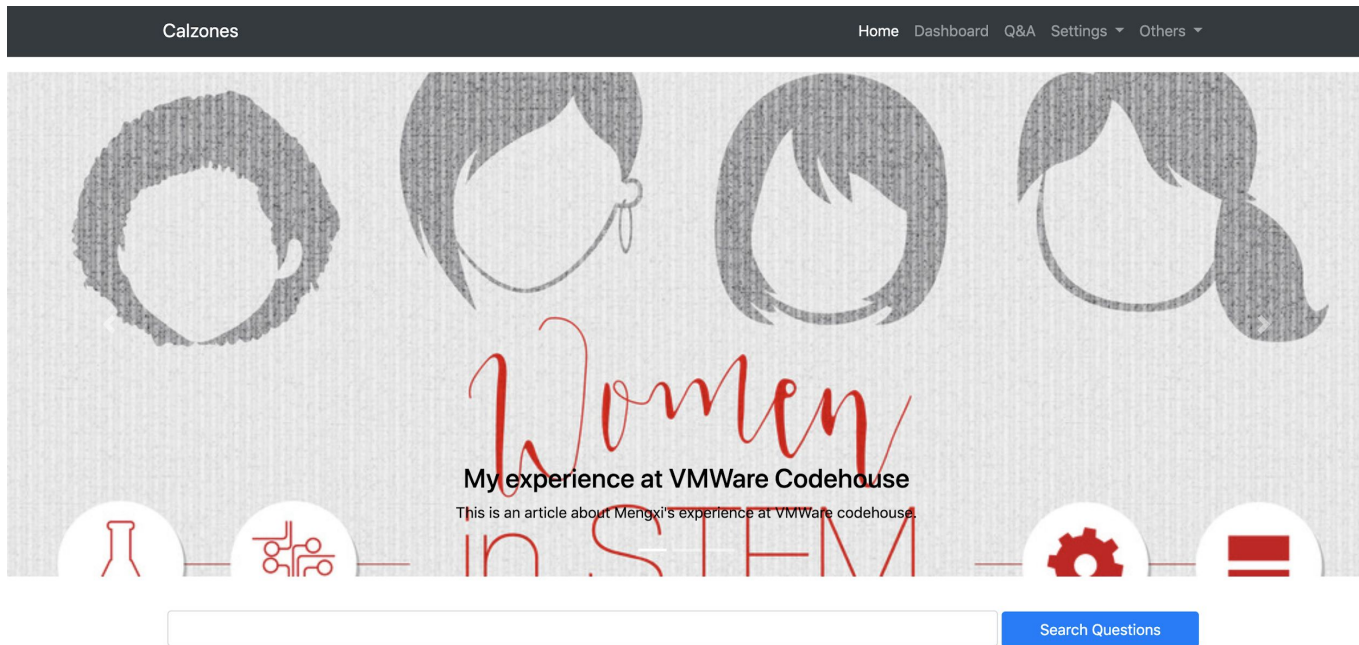 Calzones
Home Dashboard Q&A Settings Others
Women
My experience at VMWare Codehouse
This is an article about Mengxi's experience at VMWare codehouse.
in STEM
Search Questions